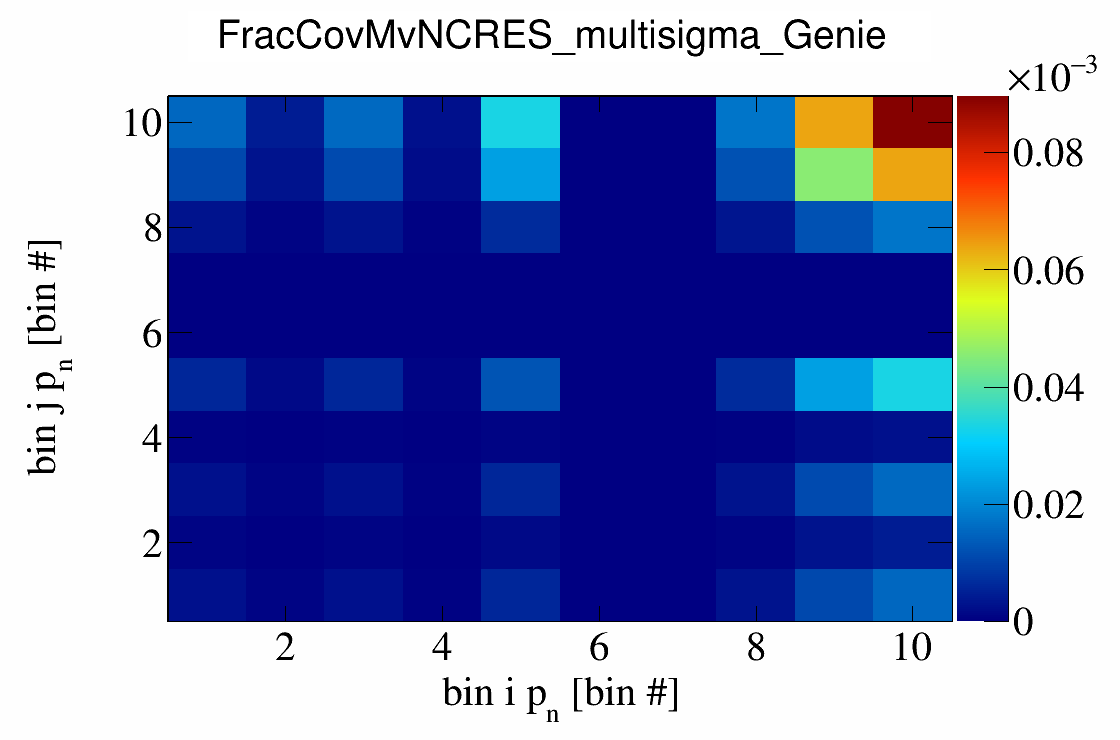 FracCovMvNCRES_multisigma_Genie
×10⁻³
10
8
6
4
2
bin j pₙ [bin #]
2 4 6 8 10
bin i pₙ [bin #]
0.08
0.06
0.04
0.02
0